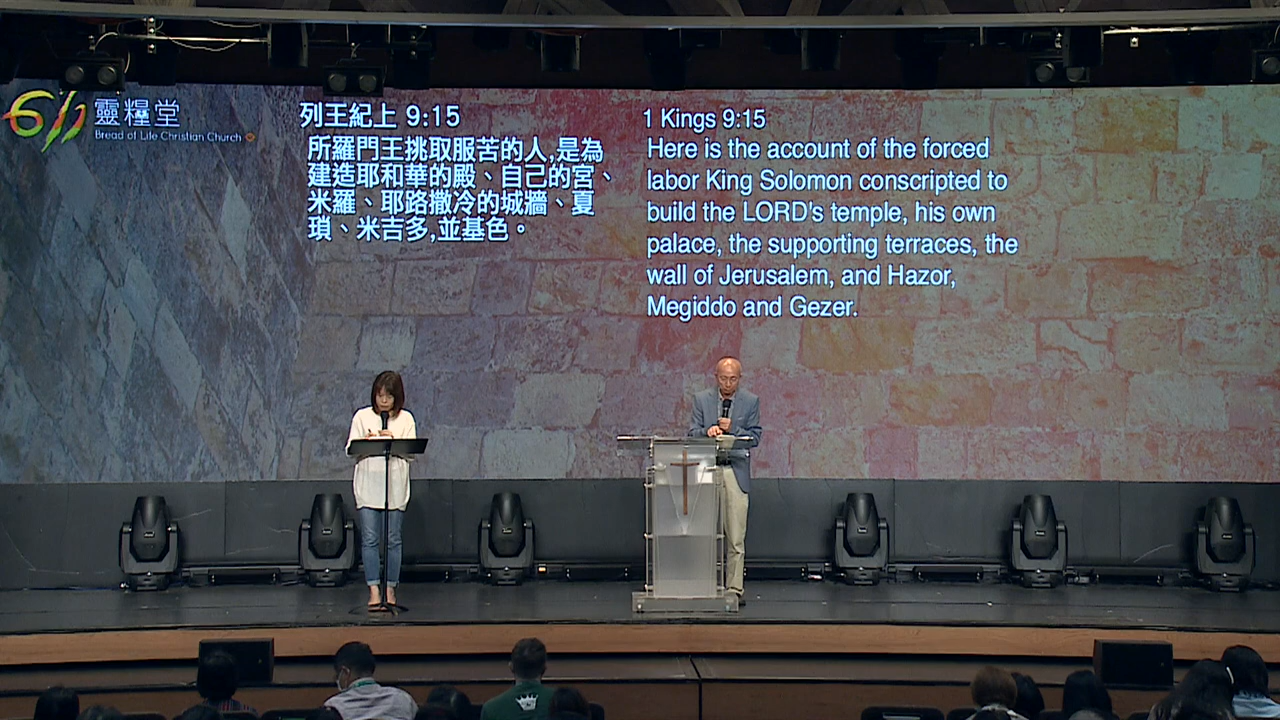 611 靈糧堂
Bread of Life Christian Church
列王紀上 9:15
所羅門王挑取服苦的人,是為
建造耶和華的殿、自己的宮、
米羅、耶路撒冷的城牆、夏
瑣、米吉多,並基色。
1 Kings 9:15
Here is the account of the forced
labor King Solomon conscripted to
build the LORD's temple, his own
palace, the supporting terraces, the
wall of Jerusalem, and Hazor,
Megiddo and Gezer.